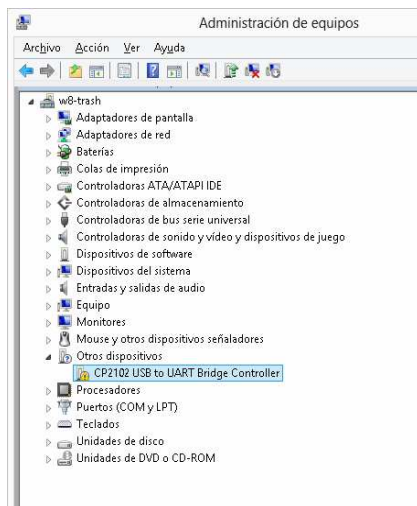 Administración de equipos
Archivo Acción Ver Ayuda
w8-trash
Adaptadores de pantalla
Adaptadores de red
Baterías
Colas de impresión
Controladoras ATA/ATAPI IDE
Controladoras de almacenamiento
Controladoras de bus serie universal
Controladoras de sonido y vídeo y dispositivos de juego
Dispositivos de software
Dispositivos del sistema
Entradas y salidas de audio
Equipo
Monitores
Mouse y otros dispositivos señaladores
Otros dispositivos
CP2102 USB to UART Bridge Controller
Procesadores
Puertos (COM y LPT)
Teclados
Unidades de disco
Unidades de DVD o CD-ROM